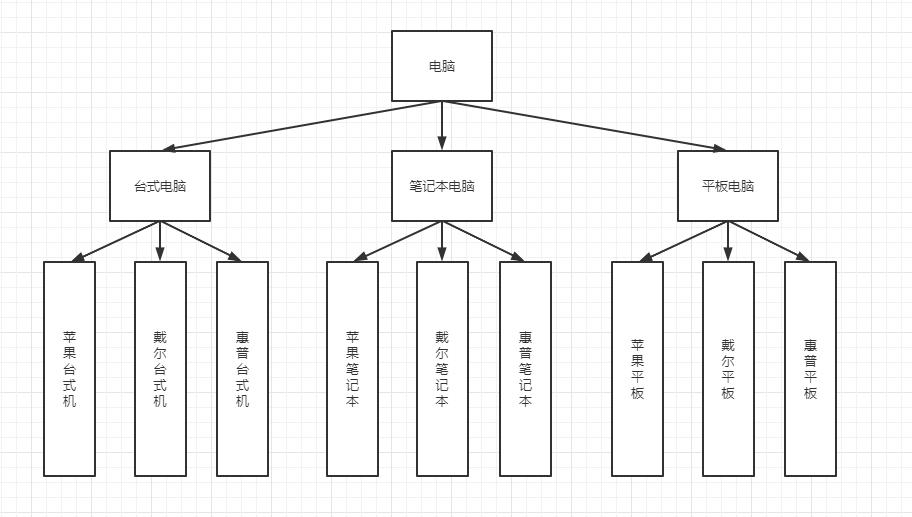 电脑
台式电脑
笔记本电脑
平板电脑
苹果台式机
戴尔台式机
惠普台式机
苹果笔记本
戴尔笔记本
惠普笔记本
苹果平板
戴尔平板
惠普平板